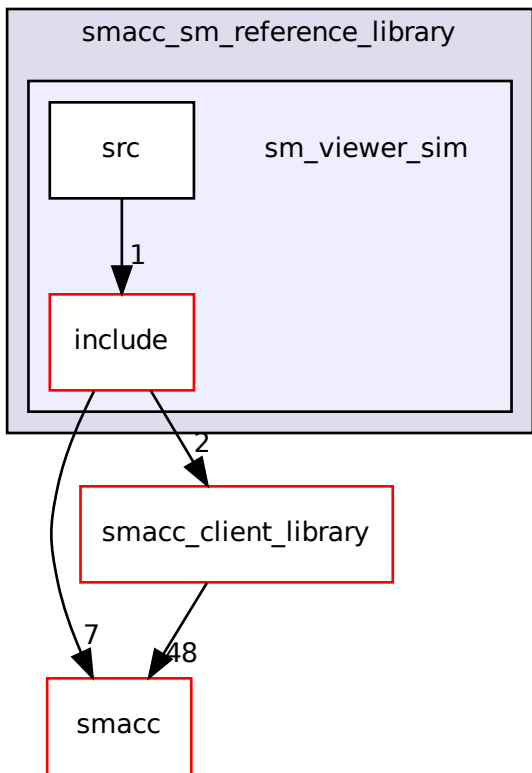 smacc_sm_reference_library
src
sm_viewer_sim
1
include
2
smacc_client_library
7
48
smacc